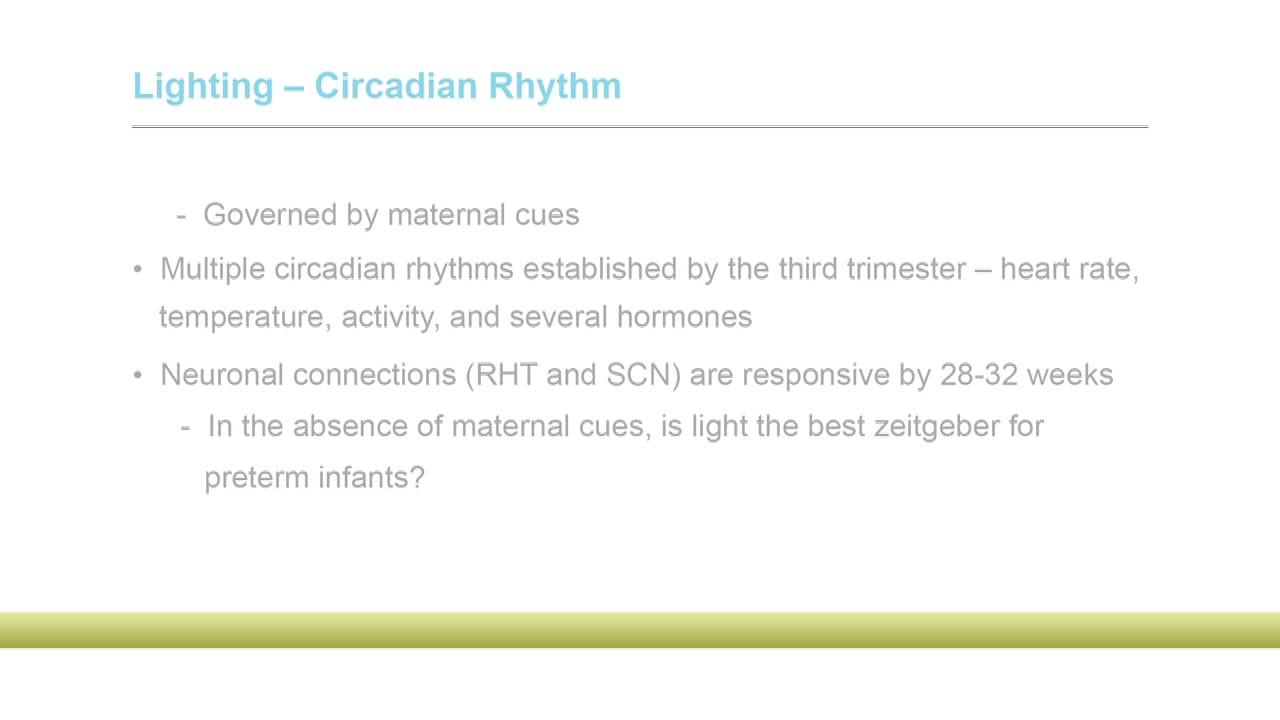 Lighting – Circadian Rhythm
- Governed by maternal cues
• Multiple circadian rhythms established by the third trimester – heart rate,
temperature, activity, and several hormones
• Neuronal connections (RHT and SCN) are responsive by 28-32 weeks
- In the absence of maternal cues, is light the best zeitgeber for
preterm infants?